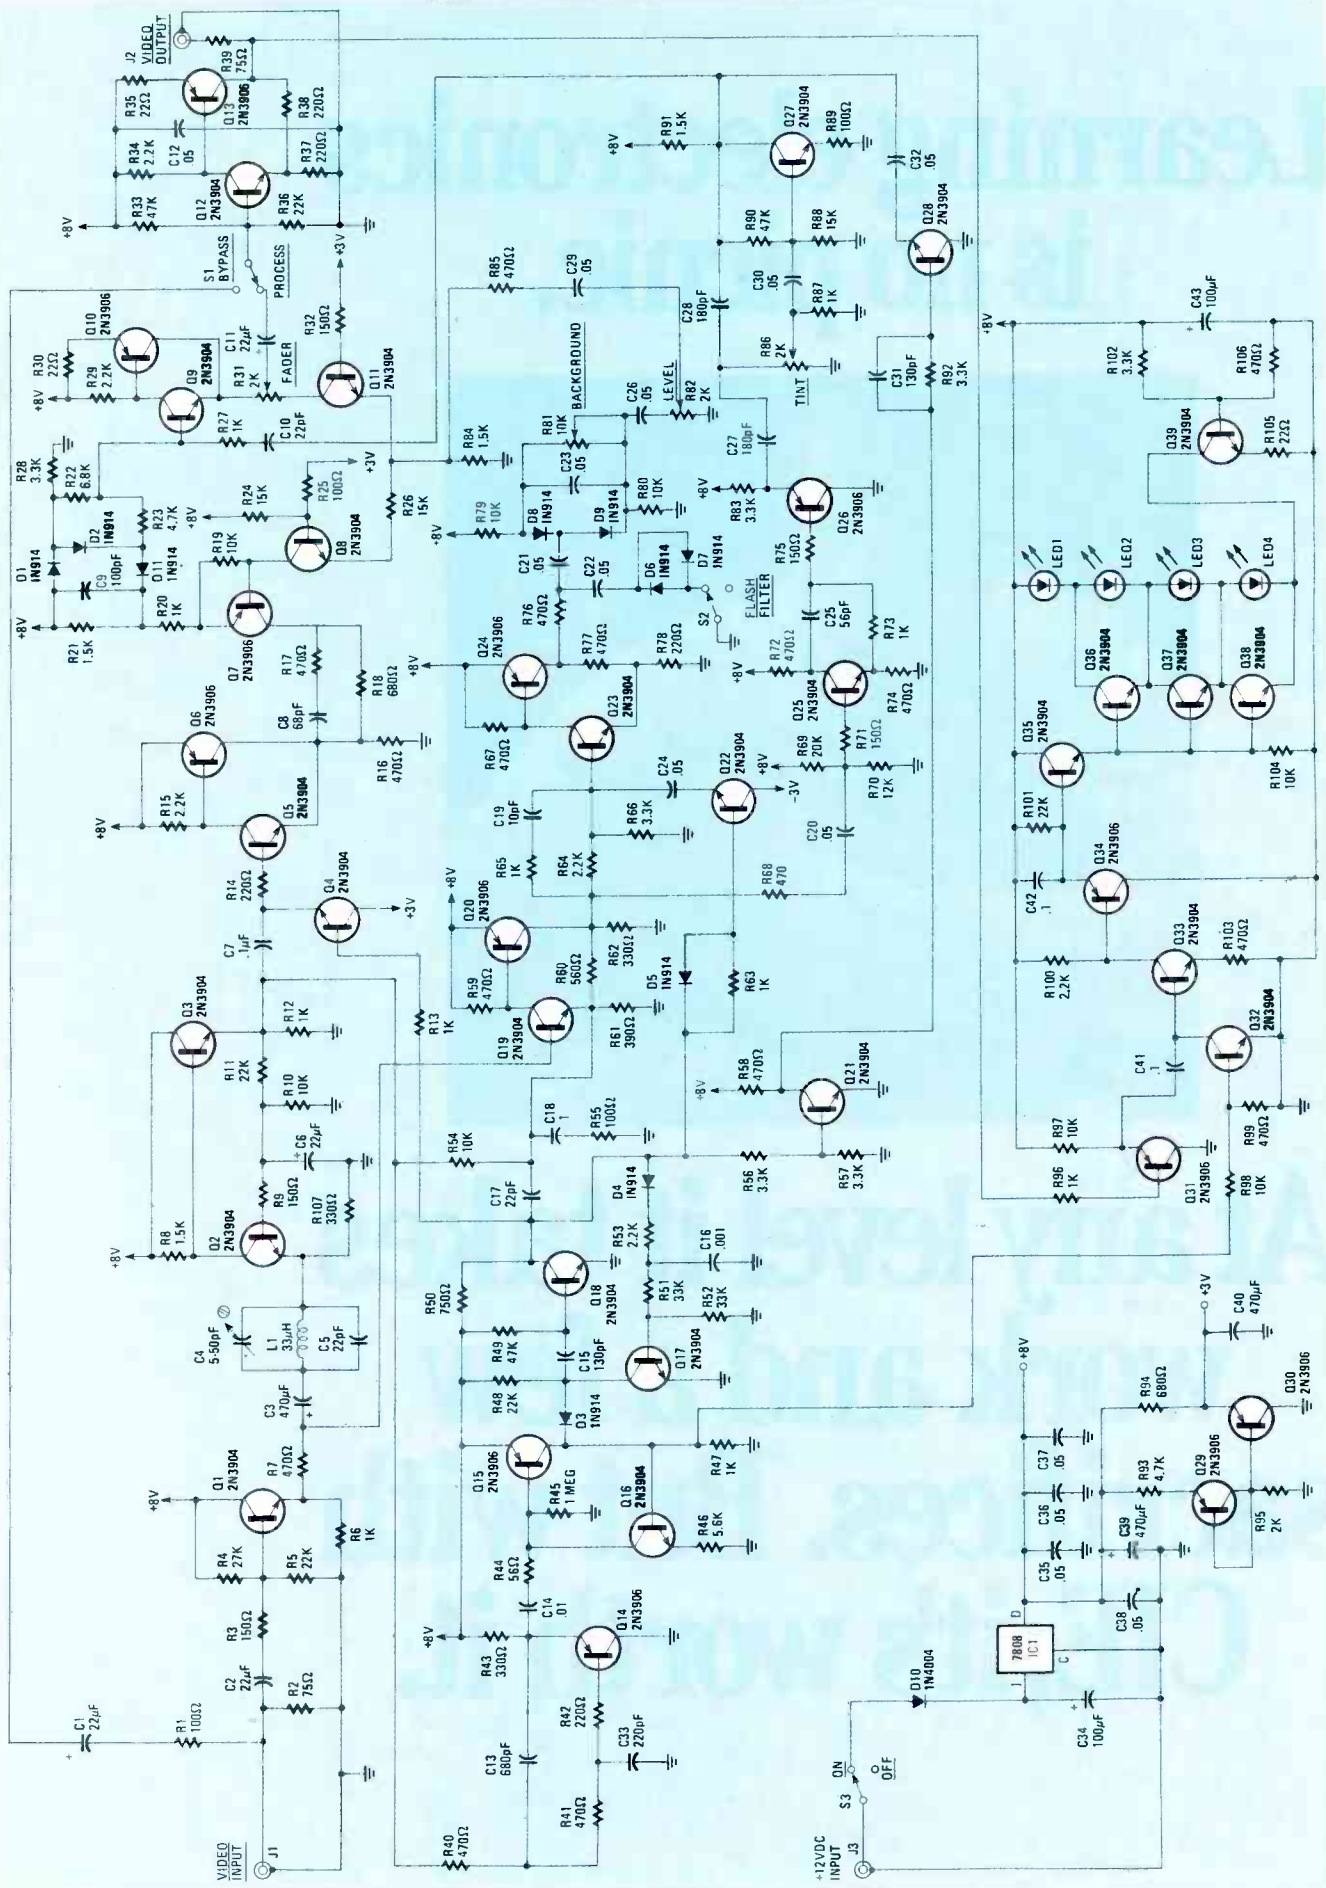 VIDEO
INPUT
J1
C1
22µF
R1
100Ω
C2
22µF
R2
75Ω
R3
150Ω
R4
27K
R5
22K
+8V
Q1
2N3904
R6
1K
R7
470Ω
C3
470µF
C4
5-50pF
L1
33µH
C5
22pF
+8V
R8
1.5K
Q2
2N3904
R9
150Ω
R107
330Ω
C6
22µF
R10
10K
R11
22K
R12
1K
Q3
2N3904
C7
.1µF
R13
1K
Q4
2N3904
+3V
R14
220Ω
+8V
R15
2.2K
Q5
2N3904
Q6
2N3906
R16
470Ω
C8
68pF
R17
470Ω
R18
680Ω
Q7
2N3906
+8V
R21
1.5K
R20
1K
R19
10K
D1
1N914
C9
100pF
D11
1N914
D2
1N914
R28
3.3K
R22
6.8K
R23
4.7K
+8V
R24
15K
R25
100Ω
+3V
Q8
2N3904
R26
15K
+8V
R30
22Ω
R29
2.2K
Q10
2N3906
Q9
2N3904
R27
1K
C10
22pF
R31
2K
FADER
C11
22µF
Q11
2N3904
R32
150Ω
+3V
S1
BYPASS
PROCESS
+8V
R33
47K
R34
2.2K
R35
22Ω
C12
.05
Q12
2N3904
Q13
2N3906
R36
22K
R37
220Ω
R38
220Ω
R39
75Ω
J2
VIDEO
OUTPUT
R40
470Ω
C13
680pF
R41
470Ω
R42
220Ω
C33
220pF
+8V
R43
330Ω
Q14
2N3906
C14
.01
R44
56Ω
R45
1 MEG
Q15
2N3906
Q16
2N3904
R46
5.6K
R47
1K
D3
1N914
R48
22K
R49
47K
C15
130pF
R50
750Ω
Q17
2N3904
Q18
2N3904
R51
33K
R52
33K
R53
2.2K
C16
.001
D4
1N914
C17
22pF
R54
10K
C18
1
R55
100Ω
R56
3.3K
R57
3.3K
+8V
R58
470Ω
Q21
2N3904
Q19
2N3904
R59
470Ω
+8V
Q20
2N3906
R60
560Ω
R61
390Ω
R62
330Ω
D5
1N914
R63
1K
R64
2.2K
R65
1K
C19
10pF
R66
3.3K
C24
.05
Q22
2N3904
-3V
R68
470
C20
.05
+8V
R67
470Ω
Q23
2N3904
Q24
2N3906
R76
470Ω
R77
470Ω
R78
220Ω
C21
.05
C22
.05
D6
1N914
D7
1N914
S2
FLASH
FILTER
+8V
R79
10K
D8
1N914
D9
1N914
R80
10K
C23
.05
R81
10K
BACKGROUND
C26
.05
LEVEL
R82
2K
R84
1.5K
R85
470Ω
C29
.05
+8V
R69
20K
R70
12K
R71
150Ω
+8V
R72
470Ω
Q25
2N3904
R74
470Ω
R73
1K
C25
56pF
R75
150Ω
+8V
R83
3.3K
Q26
2N3906
C27
180pF
C28
180pF
R86
2K
TINT
R87
1K
C30
.05
R90
47K
R88
15K
+8V
R91
1.5K
Q27
2N3904
R89
100Ω
C32
.05
Q28
2N3904
C31
130pF
R92
3.3K
+12VDC
INPUT
J3
S3
ON
OFF
D10
1N4004
C34
100µF
I
7808
IC1
D
C
C38
.05
C35
.05
C39
470µF
C36
.05
C37
.05
+8V
R93
4.7K
R94
680Ω
Q29
2N3906
R95
2K
Q30
2N3906
+3V
C40
470µF
R96
1K
R97
10K
Q31
2N3906
R98
10K
R99
470Ω
C41
.1
Q32
2N3904
Q33
2N3904
R103
470Ω
R100
2.2K
C42
.1
Q34
2N3906
R101
22K
Q35
2N3904
R104
10K
Q36
2N3904
Q37
2N3904
Q38
2N3904
LED1
LED2
LED3
LED4
Q39
2N3904
R105
22Ω
R102
3.3K
R106
470Ω
+8V
C43
100µF